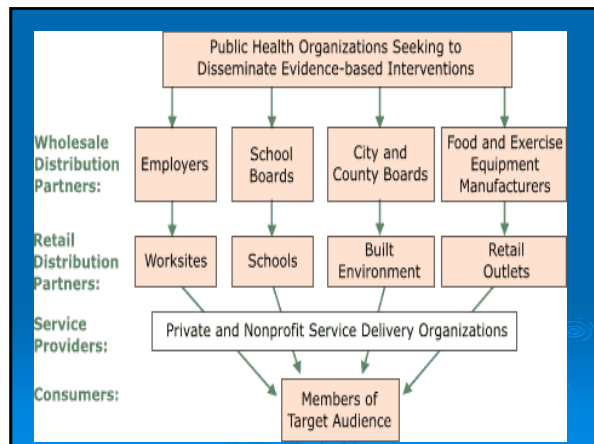 Public Health Organizations Seeking to
Disseminate Evidence-based Interventions
Wholesale
Distribution
Partners:
Employers
School
Boards
City and
County Boards
Food and Exercise
Equipment
Manufacturers
Retail
Distribution
Partners:
Worksites
Schools
Built
Environment
Retail
Outlets
Service
Providers:
Private and Nonprofit Service Delivery Organizations
Consumers:
Members of
Target Audience